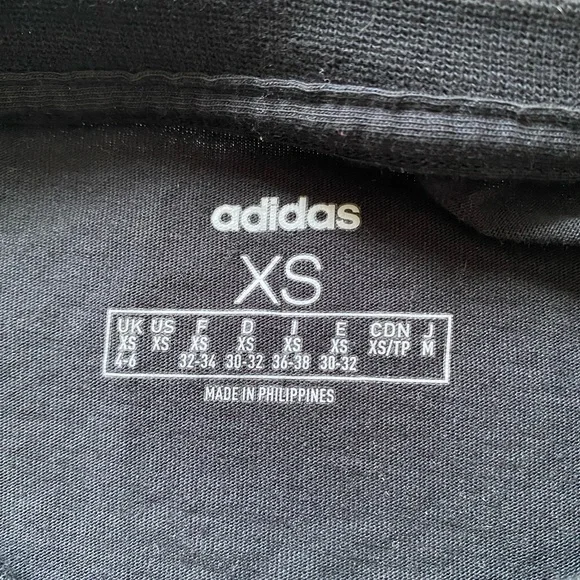 adidas
XS
UK US F D I E CDN J
XS XS XS XS XS XS XS/TP M
4-6 32-34 30-32 36-38 30-32
MADE IN PHILIPPINES